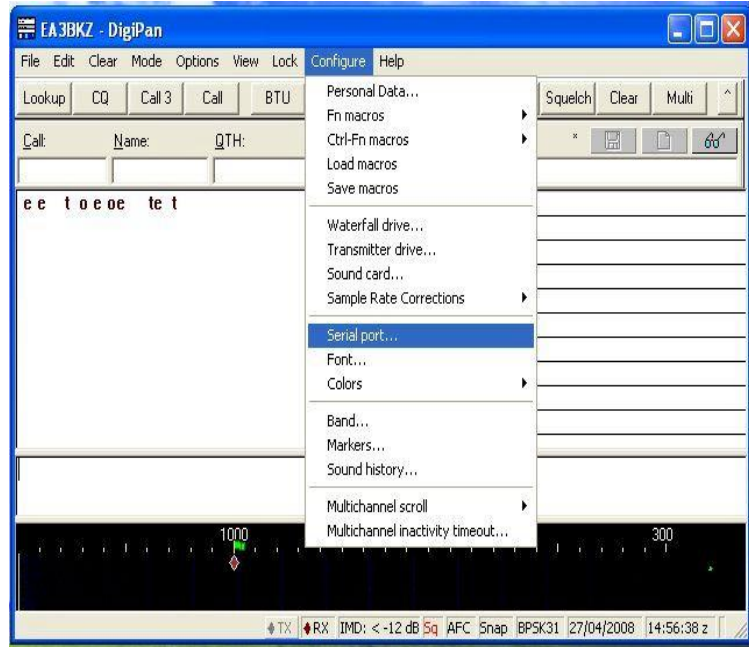 EA3BKZ - DigiPan
File Edit Clear Mode Options View Lock Configure Help
Lookup CQ Call 3 Call BTU Squelch Clear Multi ^
Call: Name: QTH: *
Personal Data...
Fn macros
Ctrl-Fn macros
Load macros
Save macros
Waterfall drive...
Transmitter drive...
Sound card...
Sample Rate Corrections
Serial port...
Font...
Colors
Band...
Markers...
Sound history...
Multichannel scroll
Multichannel inactivity timeout...
e e t o e oe te t
1000 300
TX RX IMD: < -12 dB Sq AFC Snap BPSK31 27/04/2008 14:56:38 z